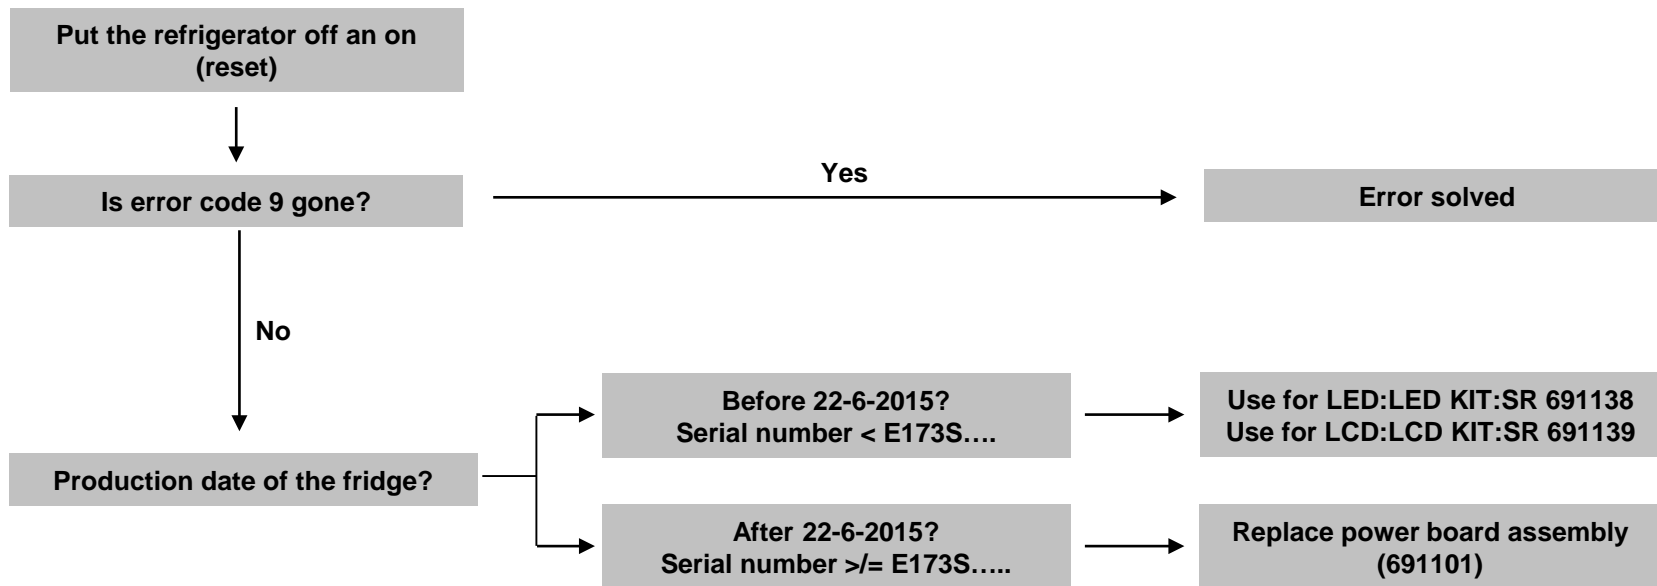 Put the refrigerator off an on
(reset)
Yes
Is error code 9 gone?
Error solved
No
Before 22-6-2015?
Serial number < E173S....
Use for LED:LED KIT:SR 691138
Use for LCD:LCD KIT:SR 691139
Production date of the fridge?
After 22-6-2015?
Serial number >/= E173S.....
Replace power board assembly
(691101)